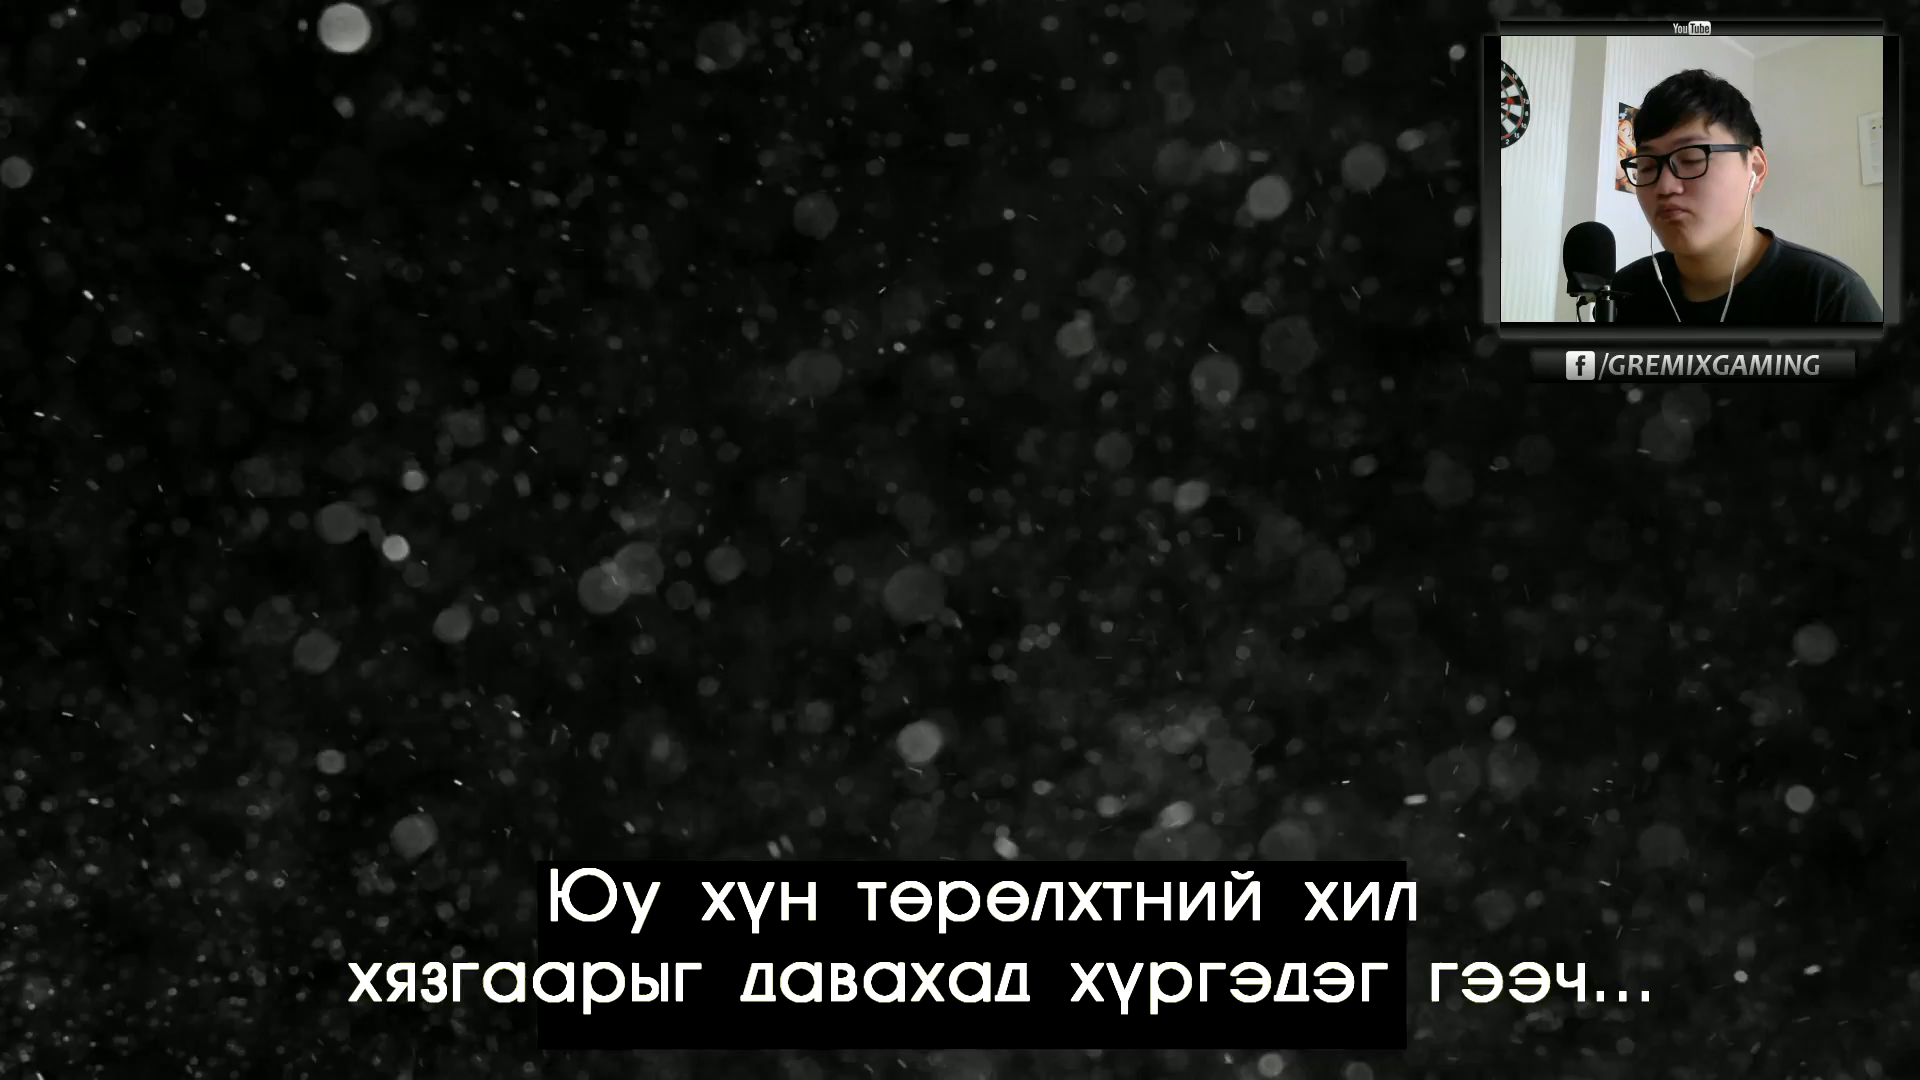 YouTube
/GREMIXGAMING
Юу хүн төрөлхтний хил
хязгаарыг давахад хүргэдэг гээч...